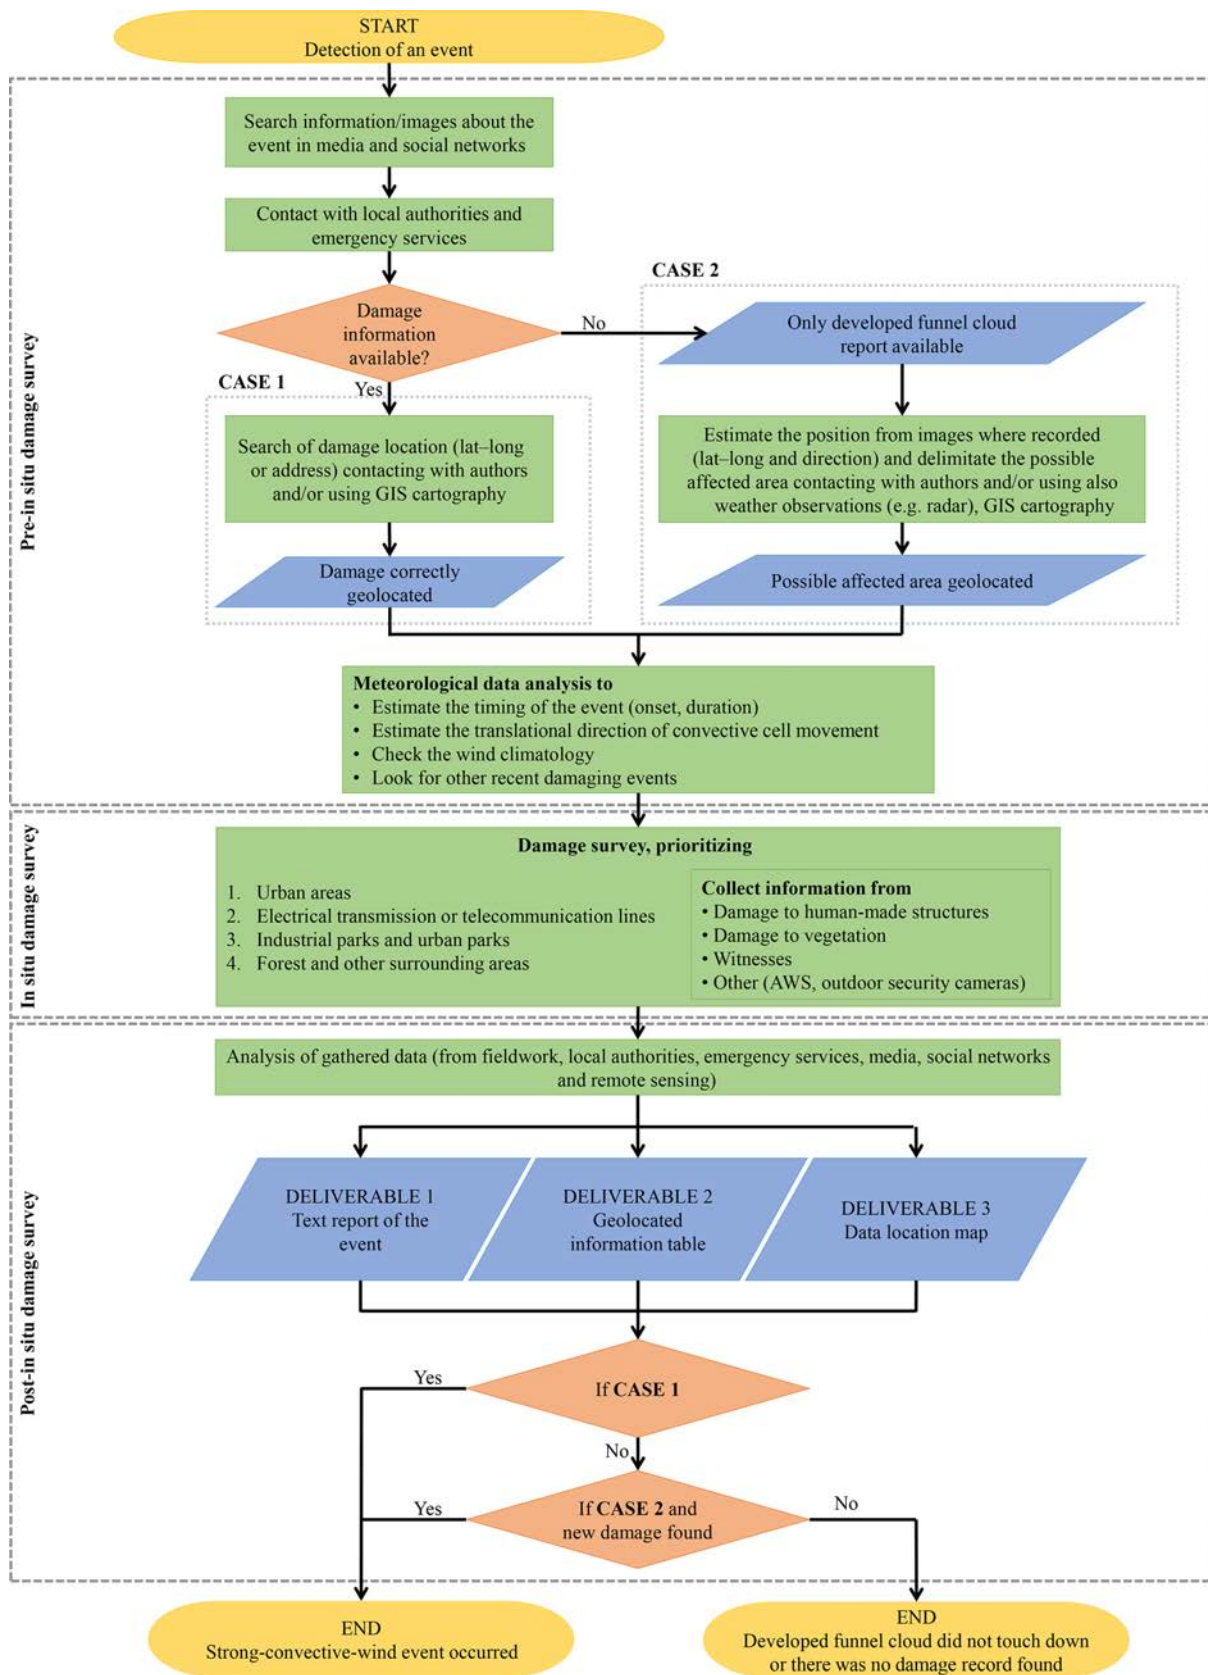 START
Detection of an event
Pre-in situ damage survey
Search information/images about the
event in media and social networks
Contact with local authorities and
emergency services
Damage
information
available?
No
Yes
CASE 1
Search of damage location (lat–long
or address) contacting with authors
and/or using GIS cartography
Damage correctly
geolocated
CASE 2
Only developed funnel cloud
report available
Estimate the position from images where recorded
(lat–long and direction) and delimitate the possible
affected area contacting with authors and/or using also
weather observations (e.g. radar), GIS cartography
Possible affected area geolocated
Meteorological data analysis to
• Estimate the timing of the event (onset, duration)
• Estimate the translational direction of convective cell movement
• Check the wind climatology
• Look for other recent damaging events
In situ damage survey
Damage survey, prioritizing
1. Urban areas
2. Electrical transmission or telecommunication lines
3. Industrial parks and urban parks
4. Forest and other surrounding areas
Collect information from
• Damage to human-made structures
• Damage to vegetation
• Witnesses
• Other (AWS, outdoor security cameras)
Post-in situ damage survey
Analysis of gathered data (from fieldwork, local authorities, emergency services, media, social networks
and remote sensing)
DELIVERABLE 1
Text report of the
event
DELIVERABLE 2
Geolocated
information table
DELIVERABLE 3
Data location map
If CASE 1
Yes
No
If CASE 2 and
new damage found
Yes
No
END
Strong-convective-wind event occurred
END
Developed funnel cloud did not touch down
or there was no damage record found